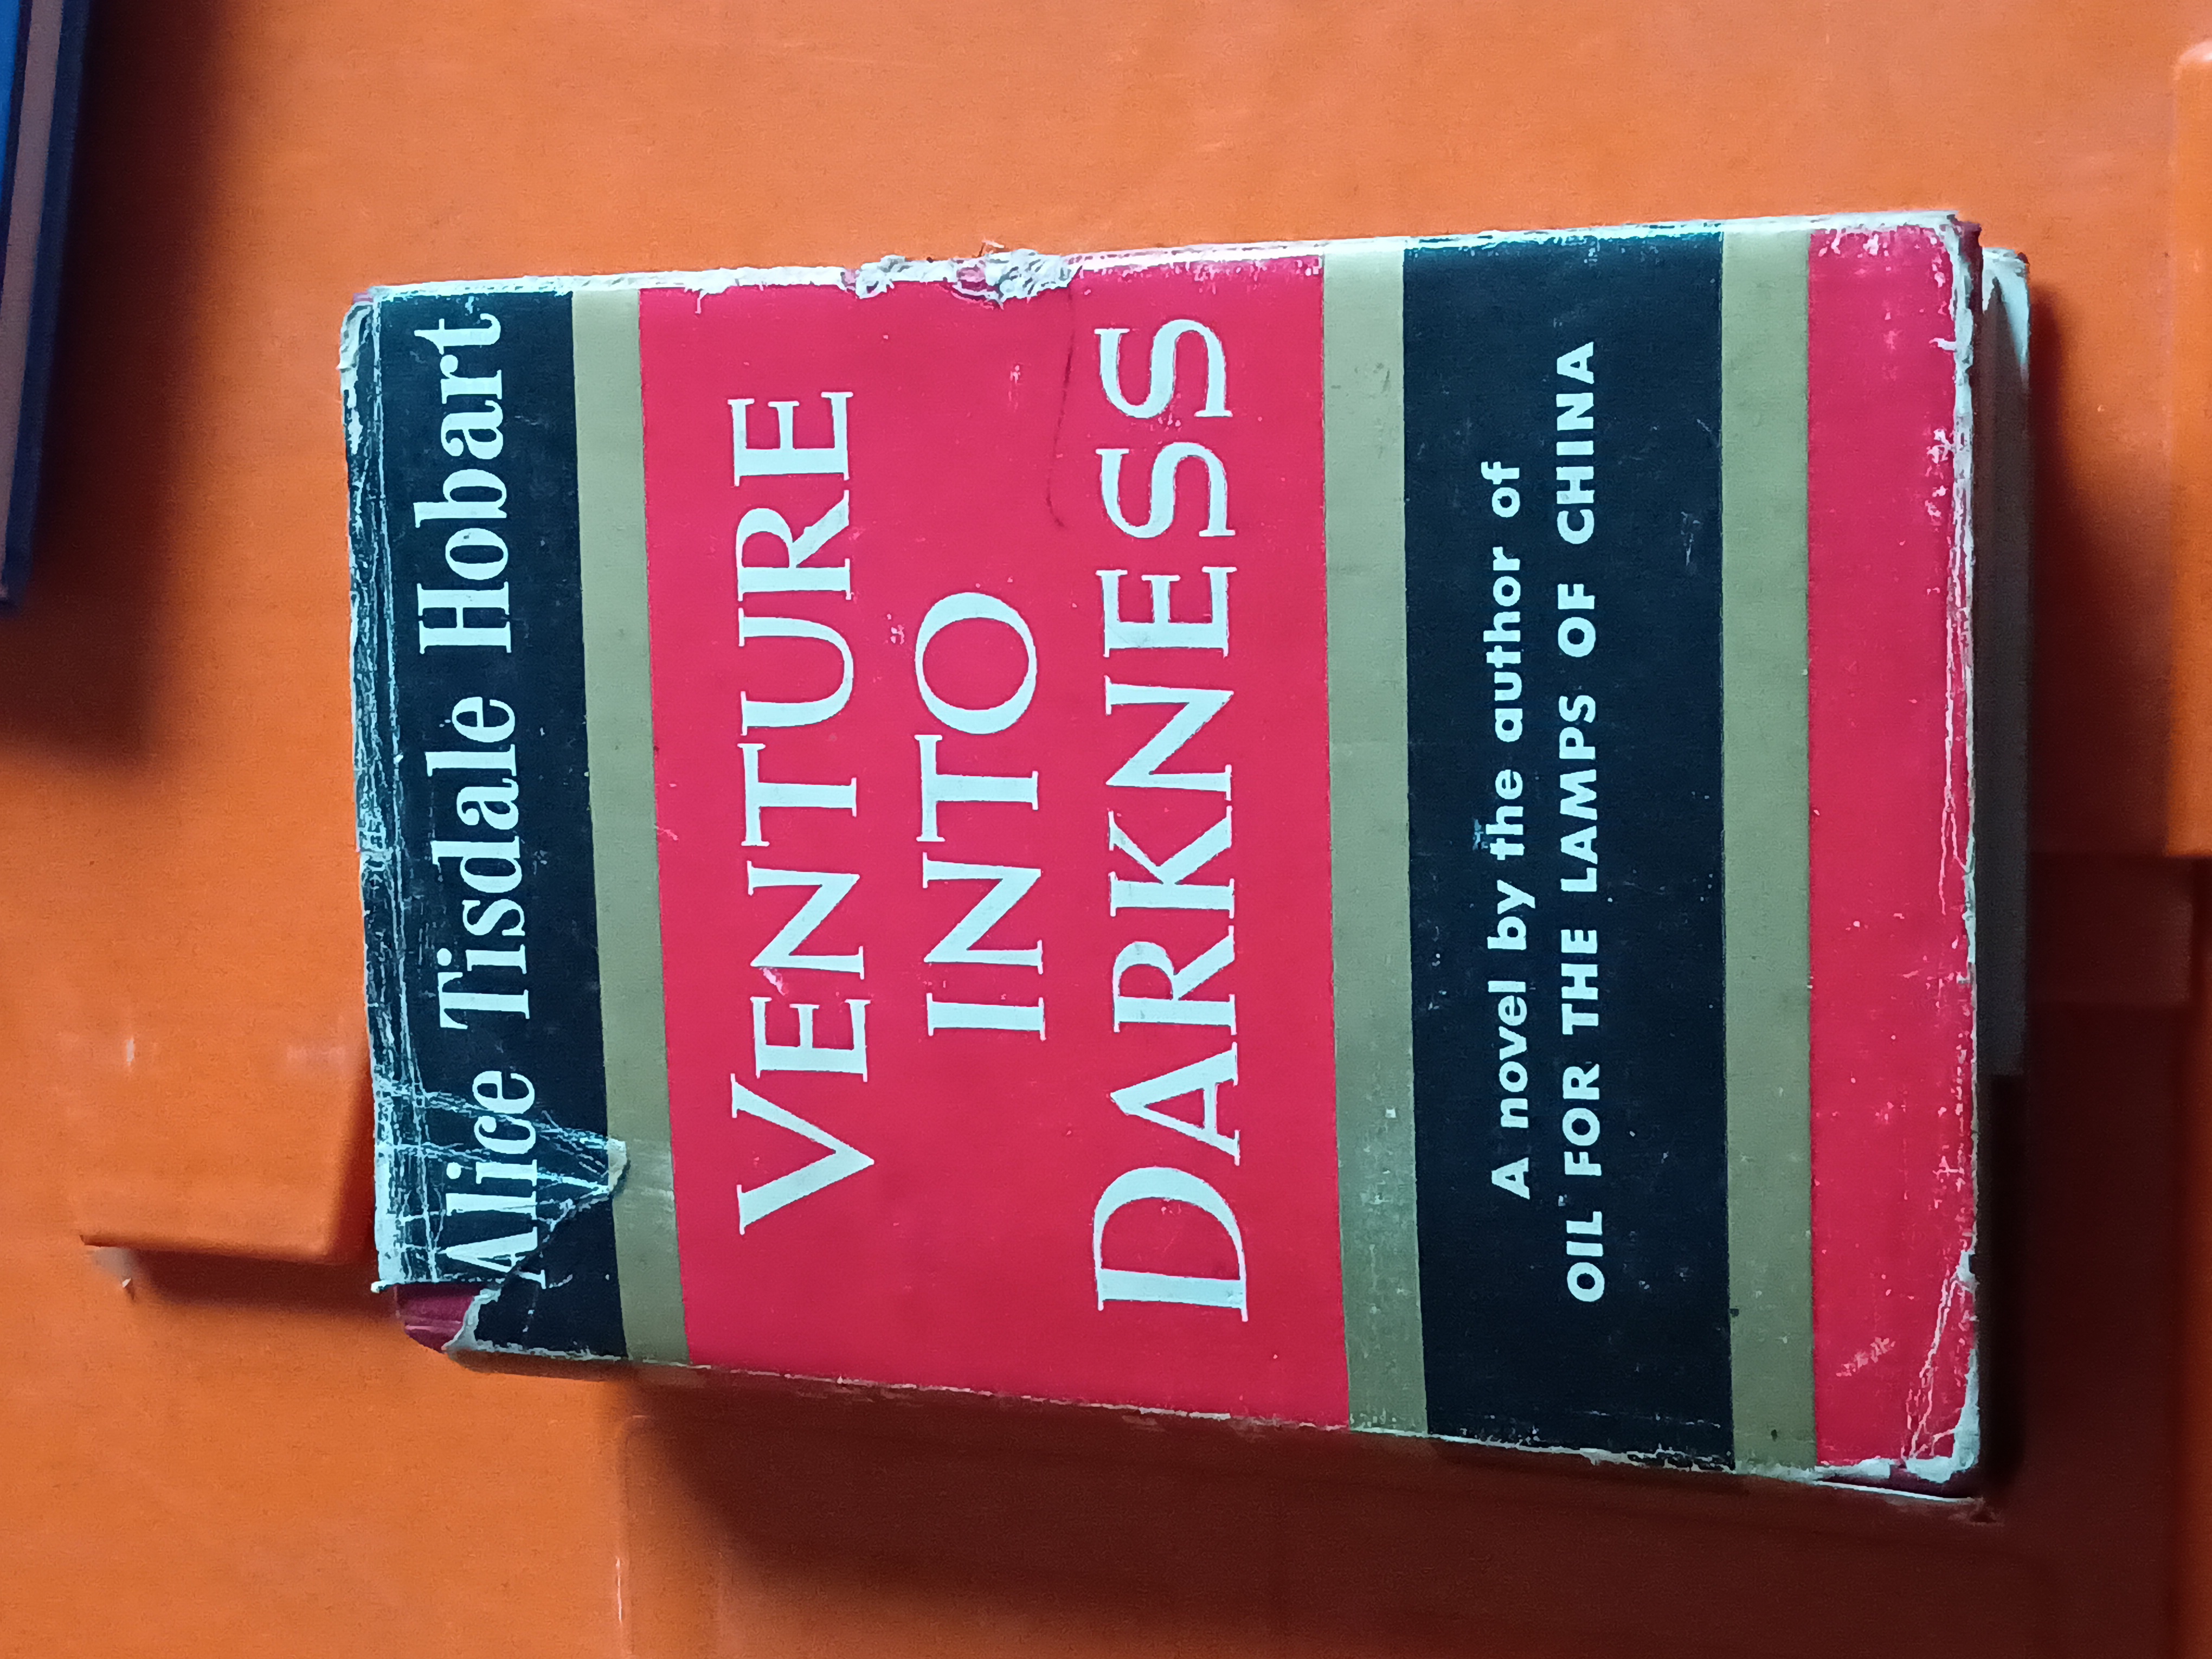 Alice Tisdale Hobart
VENTURE
INTO
DARKNESS
A novel by the author of
OIL FOR THE LAMPS OF CHINA